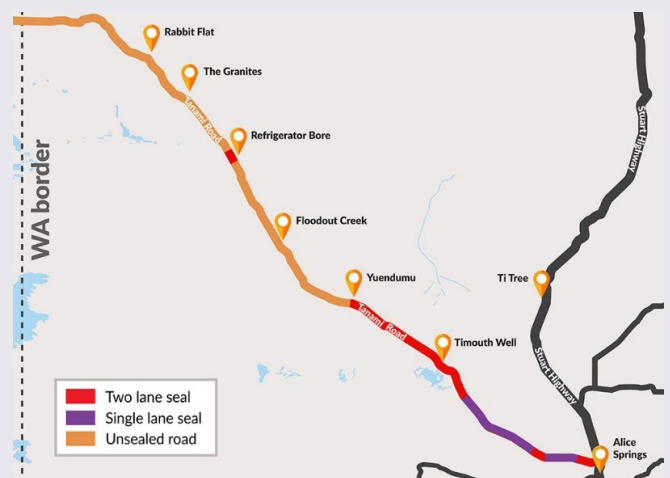 Rabbit Flat
The Granites
Tanami Road
Refrigerator Bore
Stuart Highway
WA border
Floodout Creek
Yuendumu
Ti Tree
Tanami Road
Timouth Well
Stuart Highway
Two lane seal
Single lane seal
Unsealed road
Alice
Springs